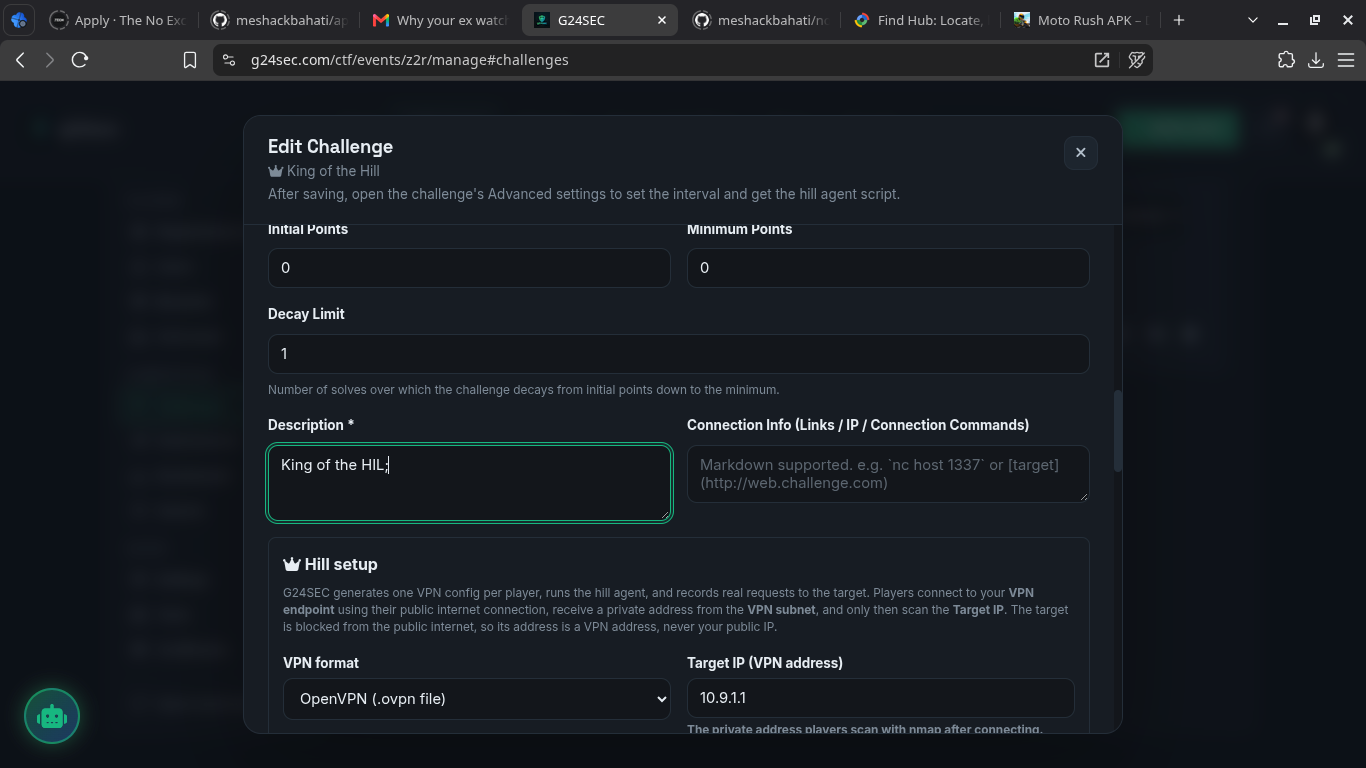 Apply · The No Exc
meshackbahati/ap
Why your ex watch
G24SEC
meshackbahati/no
Find Hub: Locate,
Moto Rush APK –
g24sec.com/ctf/events/z2r/manage#challenges
Edit Challenge
King of the Hill
After saving, open the challenge's Advanced settings to set the interval and get the hill agent script.
Initial Points
Minimum Points
0
0
Decay Limit
1
Number of solves over which the challenge decays from initial points down to the minimum.
Description *
Connection Info (Links / IP / Connection Commands)
King of the HIL;
Markdown supported. e.g. `nc host 1337` or [target]
(http://web.challenge.com)
Hill setup
G24SEC generates one VPN config per player, runs the hill agent, and records real requests to the target. Players connect to your VPN
endpoint using their public internet connection, receive a private address from the VPN subnet, and only then scan the Target IP. The target
is blocked from the public internet, so its address is a VPN address, never your public IP.
VPN format
Target IP (VPN address)
OpenVPN (.ovpn file)
10.9.1.1
The private address players scan with nmap after connecting.